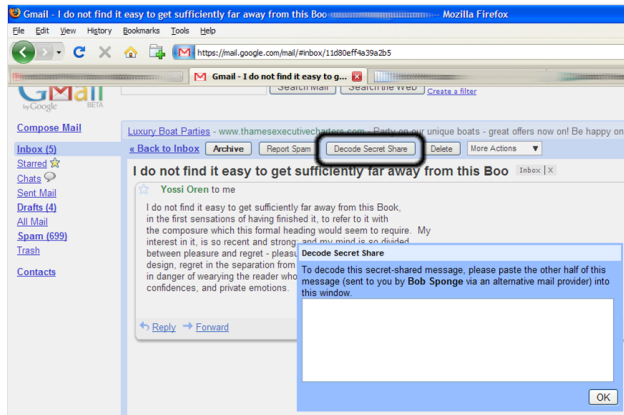 Gmail - I do not find it easy to get sufficiently far away from this Boo Mozilla Firefox
File Edit View History Bookmarks Tools Help
https://mail.google.com/mail/#inbox/11d80eff4a39a2b5
Gmail - I do not find it easy to g...
Gmail
by Google BETA
Search Mail Search the Web Create a filter
Compose Mail
Luxury Boat Parties - www.thamesexecutivecharters.com - Party on our unique boats - great offers now on! Be happy on
Inbox (5)
Starred
Chats
Sent Mail
Drafts (4)
All Mail
Spam (699)
Trash
Contacts
« Back to Inbox Archive Report Spam Decode Secret Share Delete More Actions
I do not find it easy to get sufficiently far away from this Boo Inbox | X
Yossi Oren to me
I do not find it easy to get sufficiently far away from this Book,
in the first sensations of having finished it, to refer to it with
the composure which this formal heading would seem to require. My
interest in it, is so recent and strong; and my mind is so divided
between pleasure and regret - pleasu
design, regret in the separation from
in danger of wearying the reader who
confidences, and private emotions.
Reply Forward
Decode Secret Share
To decode this secret-shared message, please paste the other half of this
message (sent to you by Bob Sponge via an alternative mail provider) into
this window.
OK